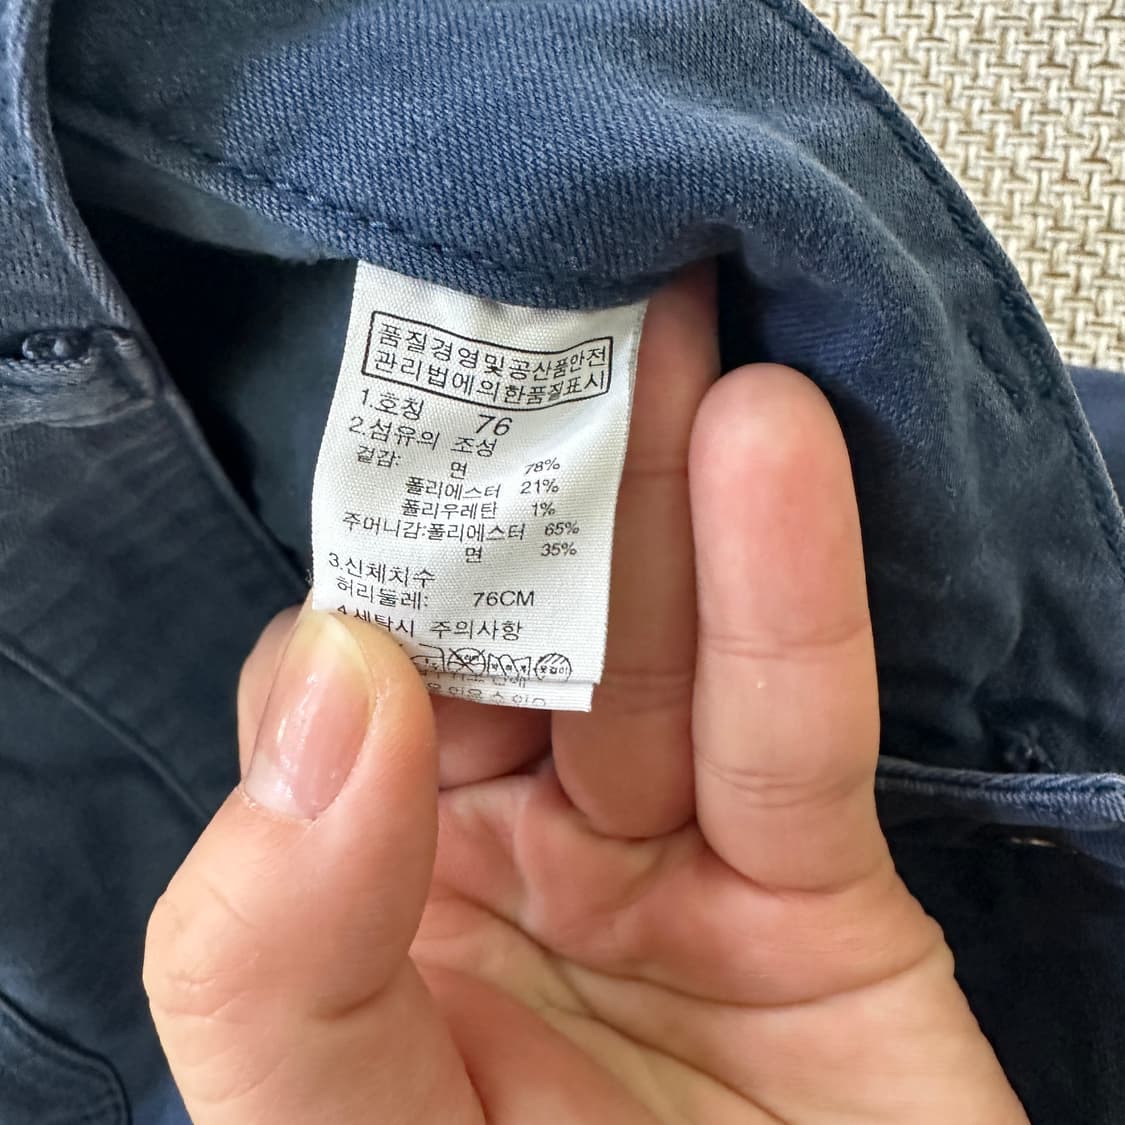 품질경영및공산품안전
관리법에의한품질표시
1.호칭 76
2.섬유의 조성
겉감: 면 78%
폴리에스터 21%
폴리우레탄 1%
주머니감:폴리에스터 65%
면 35%
3.신체치수
허리둘레: 76CM
4.세탁시 주의사항